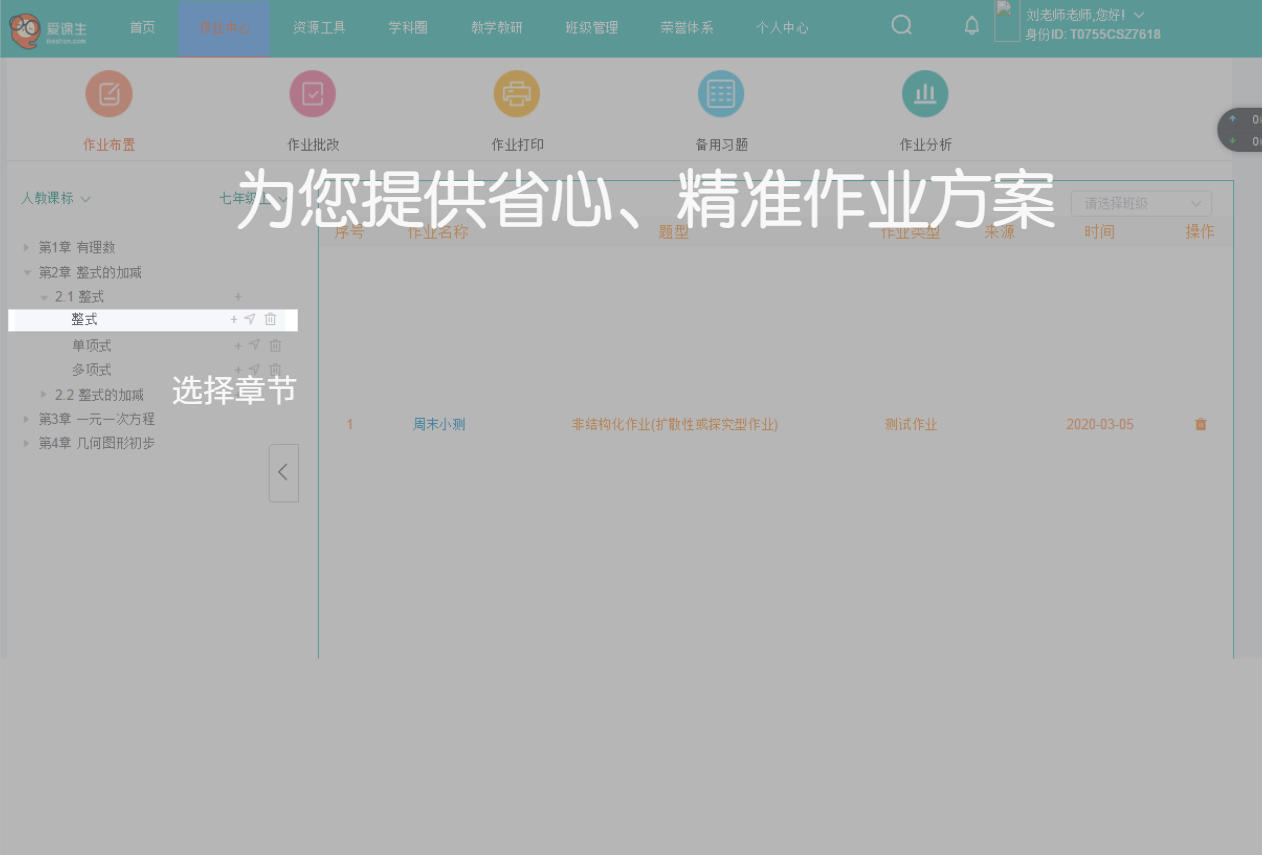 爱课生 首页 作业中心 资源工具 学科圈 教学教研 班级管理 荣誉体系 个人中心 刘老师老师,您好!
身份ID: T0755CSZ7618
作业布置 作业批改 作业打印 备用习题 作业分析
为您提供省心、精准作业方案
人教课标 七年级上 请选择班级
序号 作业名称 题型 作业类型 来源 时间 操作
第1章 有理数
第2章 整式的加减
2.1 整式 +
整式 +
单项式 +
多项式 +
选择章节
2.2 整式的加减
第3章 一元一次方程
第4章 几何图形初步
1 周末小测 非结构化作业(扩散性或探究型作业) 测试作业 2020-03-05